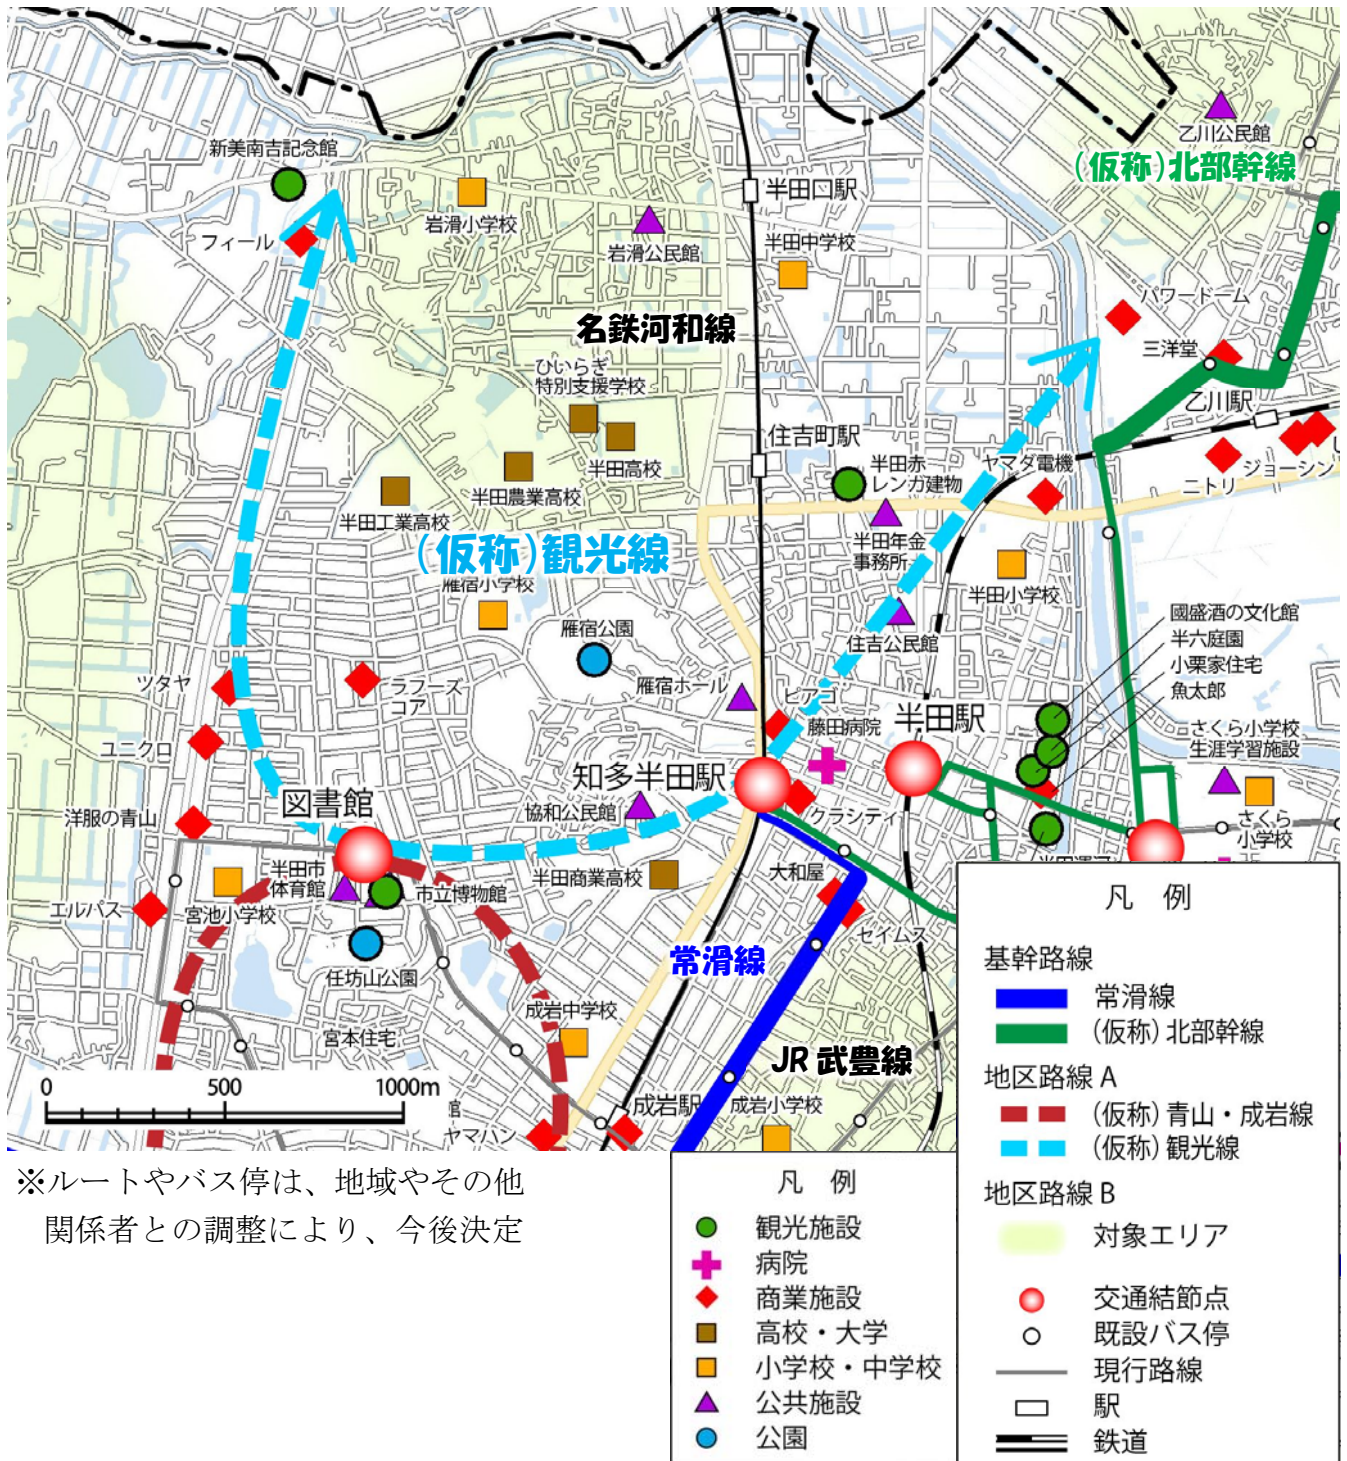 乙川公民館
(仮称)北部幹線
新美南吉記念館
半田口駅
岩滑小学校
フィール
岩滑公民館
半田中学校
パワードーム
名鉄河和線
三洋堂
ひいらぎ
特別支援学校
乙川駅
住吉町駅
半田高校
半田赤
レンガ建物
ヤマダ電機
ジョーシン
ニトリ
半田農業高校
半田工業高校
半田年金
事務所
(仮称)観光線
雁宿小学校
半田小学校
國盛酒の文化館
半六庭園
小栗家住宅
魚太郎
雁宿公園
住吉公民館
ツタヤ
ラフーズ
コア
雁宿ホール
ピアゴ
藤田病院
半田駅
さくら小学校
生涯学習施設
ユニクロ
知多半田駅
図書館
協和公民館
クラシティ
洋服の青山
さくら
小学校
半田市
体育館
市立博物館
半田商業高校
大和屋
エルパス
宮池小学校
セイムス
任坊山公園
常滑線
成岩中学校
宮本住宅
JR 武豊線
0 500 1000m
成岩駅
成岩小学校
館
ヤマハン
※ルートやバス停は、地域やその他
関係者との調整により、今後決定
凡 例
観光施設
病院
商業施設
高校・大学
小学校・中学校
公共施設
公園
凡 例
基幹路線
常滑線
(仮称)北部幹線
地区路線 A
(仮称)青山・成岩線
(仮称)観光線
地区路線 B
対象エリア
交通結節点
既設バス停
現行路線
駅
鉄道